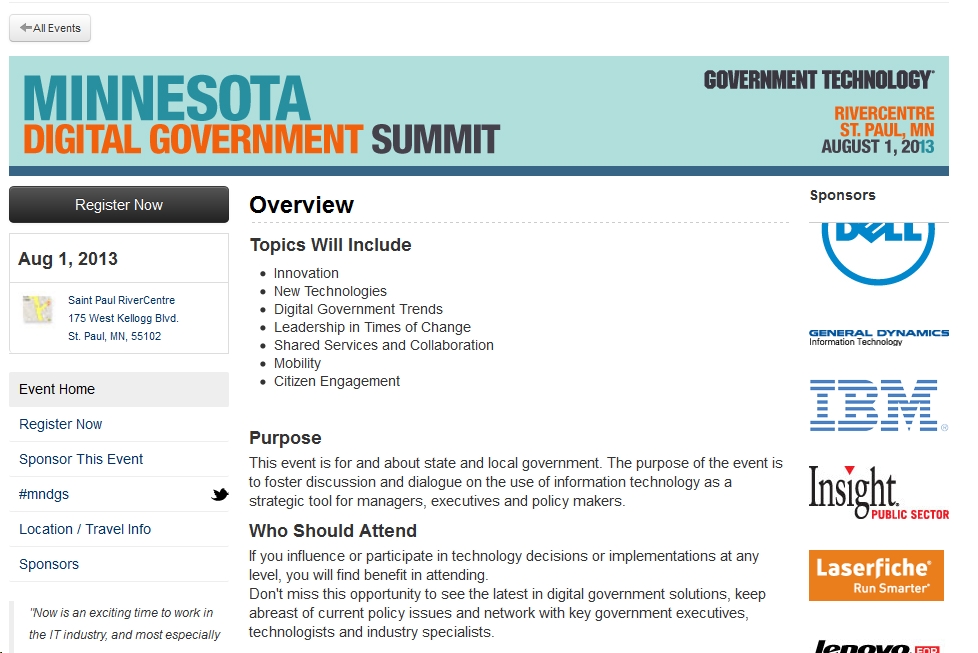 All Events
MINNESOTA
DIGITAL GOVERNMENT SUMMIT
GOVERNMENT TECHNOLOGY
RIVERCENTRE
ST. PAUL, MN
AUGUST 1, 2013
Register Now
Aug 1, 2013
Saint Paul RiverCentre
175 West Kellogg Blvd.
St. Paul, MN, 55102
Event Home
Register Now
Sponsor This Event
#mndgs
Location / Travel Info
Sponsors
"Now is an exciting time to work in
the IT industry, and most especially
Overview
Topics Will Include
• Innovation
• New Technologies
• Digital Government Trends
• Leadership in Times of Change
• Shared Services and Collaboration
• Mobility
• Citizen Engagement
Purpose
This event is for and about state and local government. The purpose of the event is
to foster discussion and dialogue on the use of information technology as a
strategic tool for managers, executives and policy makers.
Who Should Attend
If you influence or participate in technology decisions or implementations at any
level, you will find benefit in attending.
Don't miss this opportunity to see the latest in digital government solutions, keep
abreast of current policy issues and network with key government executives,
technologists and industry specialists.
Sponsors
DELL
GENERAL DYNAMICS
Information Technology
IBM®
Insight.
PUBLIC SECTOR
Laserfiche®
Run Smarter®
lenovo FOR